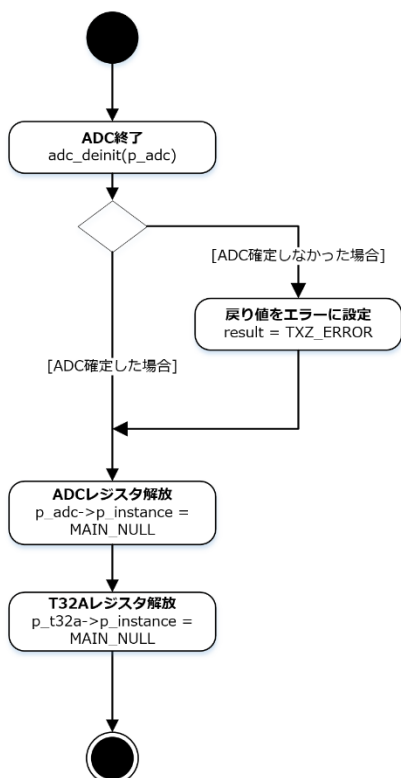 ADC終了
adc_deinit(p_adc)
[ADC確定しなかった場合]
戻り値をエラーに設定
result = TXZ_ERROR
[ADC確定した場合]
ADCレジスタ解放
p_adc->p_instance =
MAIN_NULL
T32Aレジスタ解放
p_t32a->p_instance =
MAIN_NULL